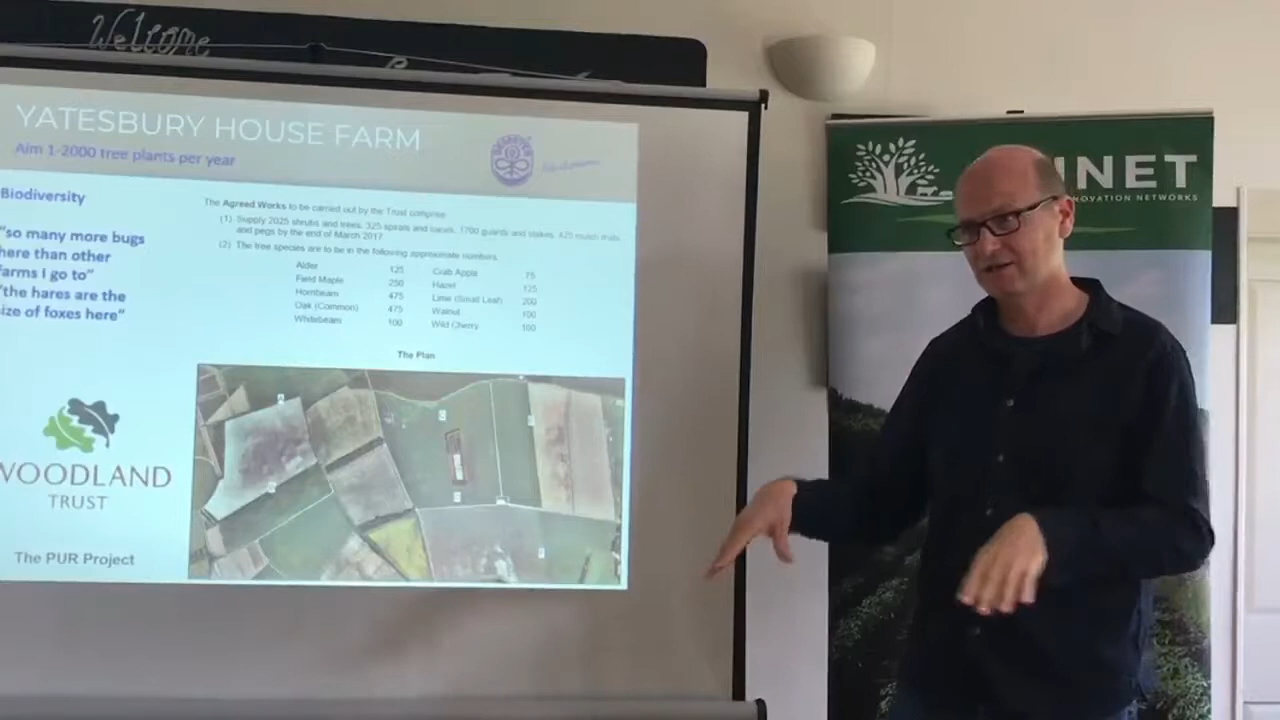 Welcome
YATESBURY HOUSE FARM
Aim 1-2000 tree plants per year
Biodiversity
"so many more bugs
here than other
farms I go to"
"the hares are the
size of foxes here"
WOODLAND
TRUST
The PUR Project
The Agreed Works to be carried out by the Trust comprise
(1) Supply 2025 shrubs and trees, 325 spirals and canes, 1700 guards and stakes, 425 mulch mats
and pegs by the end of March 2017
(2) The tree species are to be in the following approximate numbers.
Alder 125 Crab Apple 75
Field Maple 250 Hazel 125
Hornbeam 475 Lime (Small Leaf) 200
Oak (Common) 475 Walnut 100
Whitebeam 100 Wild Cherry 100
The Plan
INET
NOVATION NETWORKS